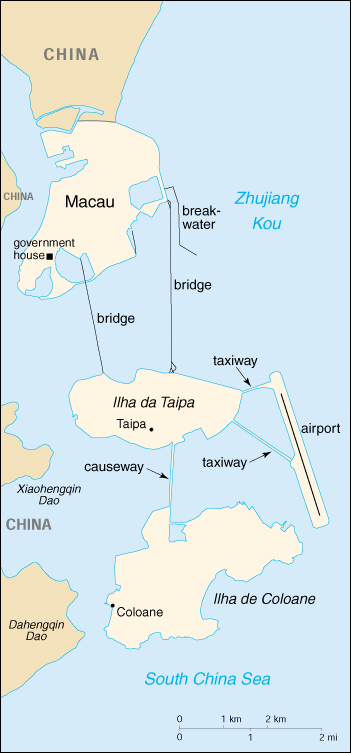 CHINA
CHINA
Macau
Zhujiang
Kou
break-
water
government
house
bridge
bridge
taxiway
Ilha da Taipa
Taipa
airport
causeway
taxiway
Xiaohengqin
Dao
CHINA
Ilha de Coloane
Coloane
Dahengqin
Dao
South China Sea
0 1 km 2 km
0 1 2 mi